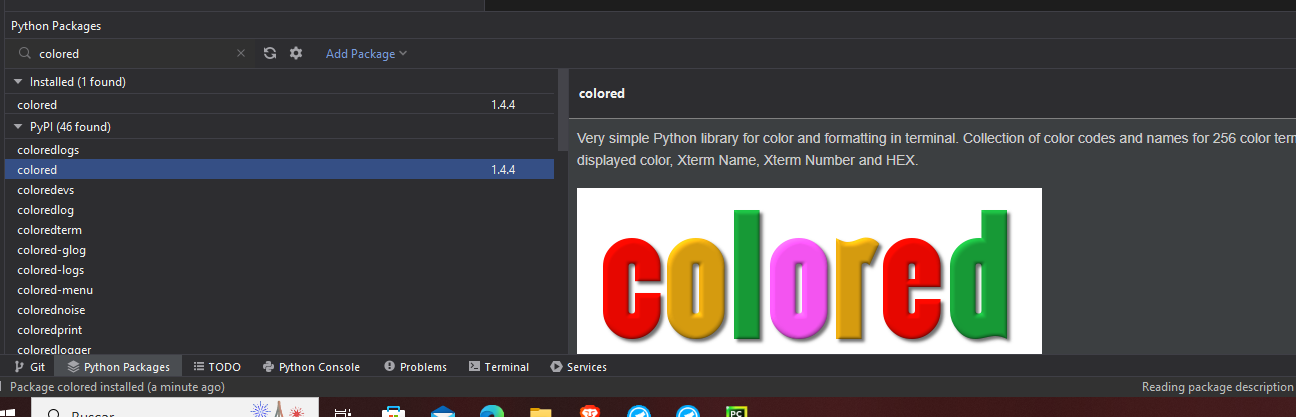 Python Packages
colored
Add Package
Installed (1 found)
colored 1.4.4
PyPI (46 found)
coloredlogs
colored 1.4.4
coloredevs
coloredlog
coloredterm
colored-glog
colored-logs
colored-menu
colorednoise
coloredprint
coloredlogger
colored
Very simple Python library for color and formatting in terminal. Collection of color codes and names for 256 color
displayed color, Xterm Name, Xterm Number and HEX.
colored
Git Python Packages TODO Python Console Problems Terminal Services
Package colored installed (a minute ago) Reading package description
Buscar
PC